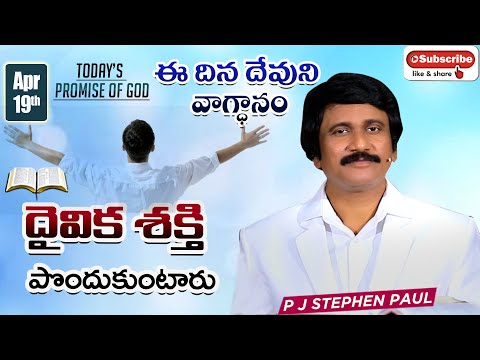 Apr
19th
TODAY'S
PROMISE OF GOD
ఈ దిన దేవుని
వాగ్ధానం
Subscribe
like & share
దైవిక శక్తి
పొందుకుంటారు
P J STEPHEN PAUL